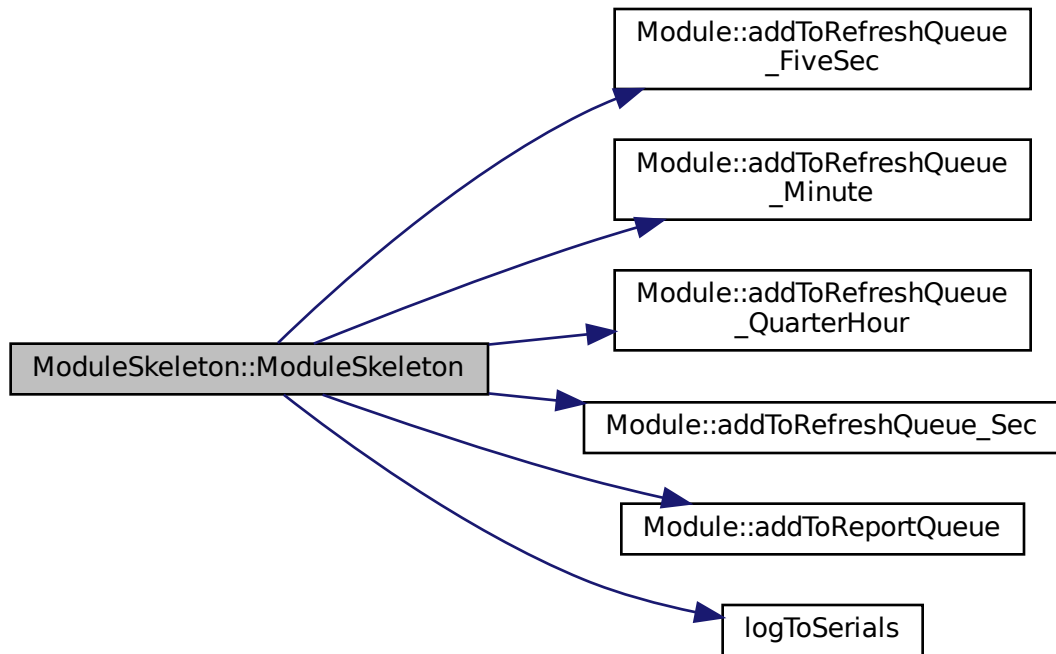 Module::addToRefreshQueue
_FiveSec
Module::addToRefreshQueue
_Minute
Module::addToRefreshQueue
_QuarterHour
ModuleSkeleton::ModuleSkeleton
Module::addToRefreshQueue_Sec
Module::addToReportQueue
logToSerials